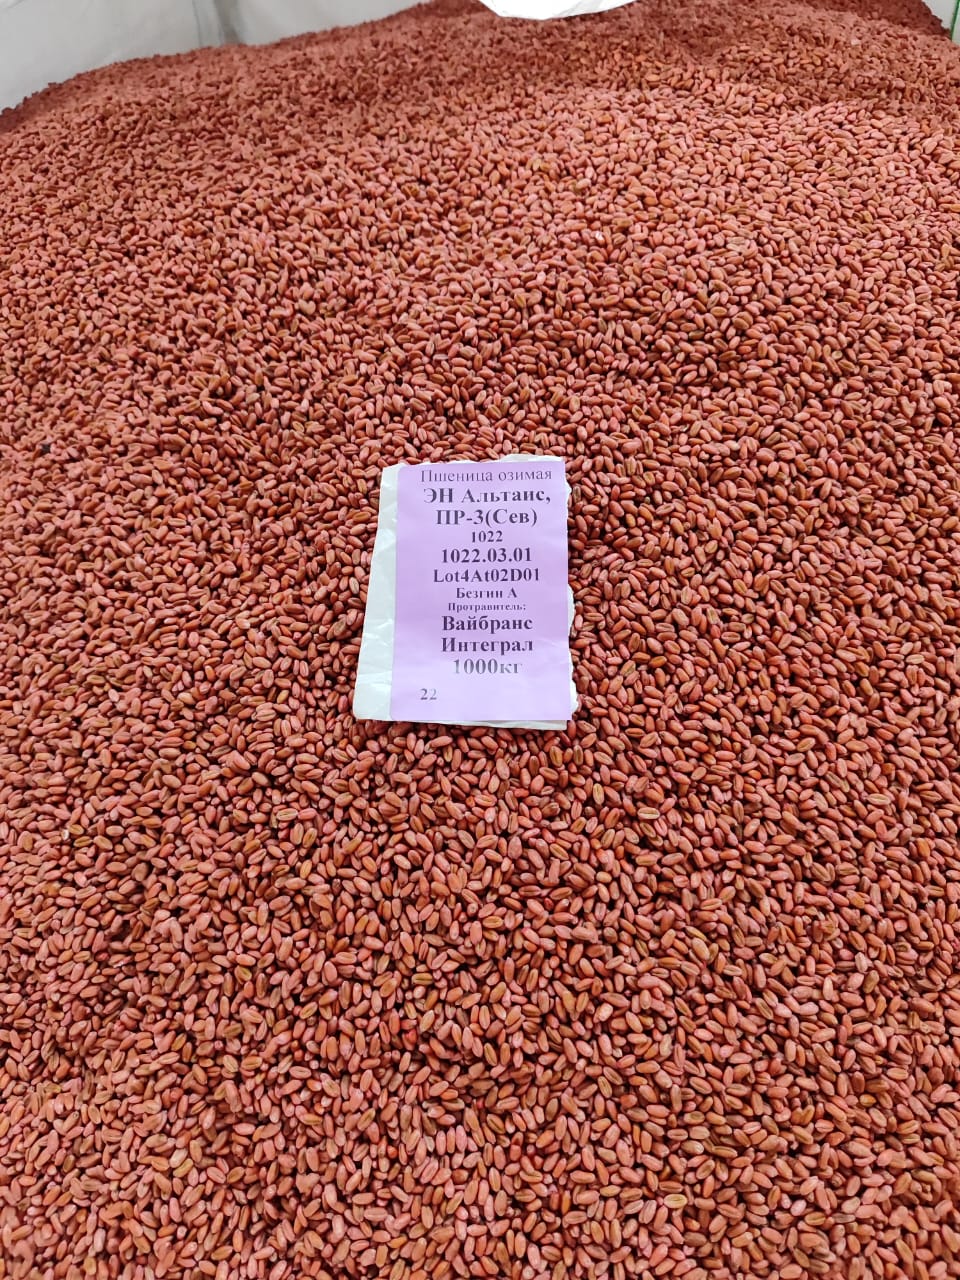 Пшеница озимая
ЭН Альтаис,
ПР-3(Сев)
1022
1022.03.01
Lot4At02D01
Безгин А
Протравитель:
Вайбранс
Интеграл
1000кг
22